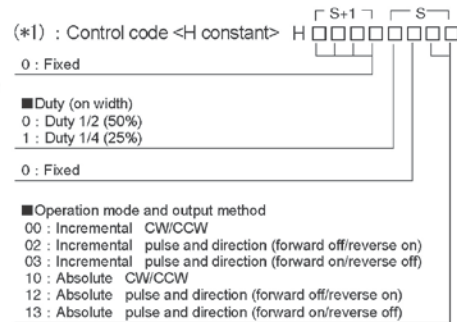 S+1 S
(*1) : Control code <H constant> H □□□□□□□□
0 : Fixed
■Duty (on width)
0 : Duty 1/2 (50%)
1 : Duty 1/4 (25%)
0 : Fixed
■Operation mode and output method
00 : Incremental CW/CCW
02 : Incremental pulse and direction (forward off/reverse on)
03 : Incremental pulse and direction (forward on/reverse off)
10 : Absolute CW/CCW
12 : Absolute pulse and direction (forward off/reverse on)
13 : Absolute pulse and direction (forward on/reverse off)